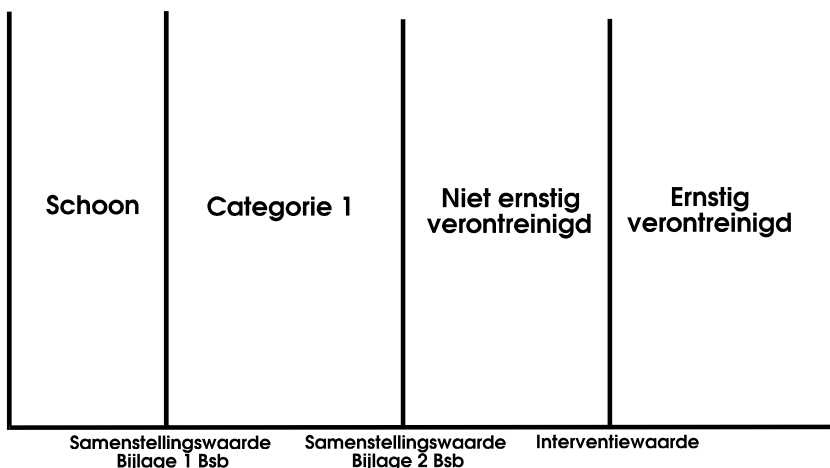 Schoon
Categorie 1
Niet ernstig
verontreinigd
Ernstig
verontreinigd
Samenstellingswaarde
Bijlage 1 Bsb
Samenstellingswaarde
Bijlage 2 Bsb
Interventiewaarde